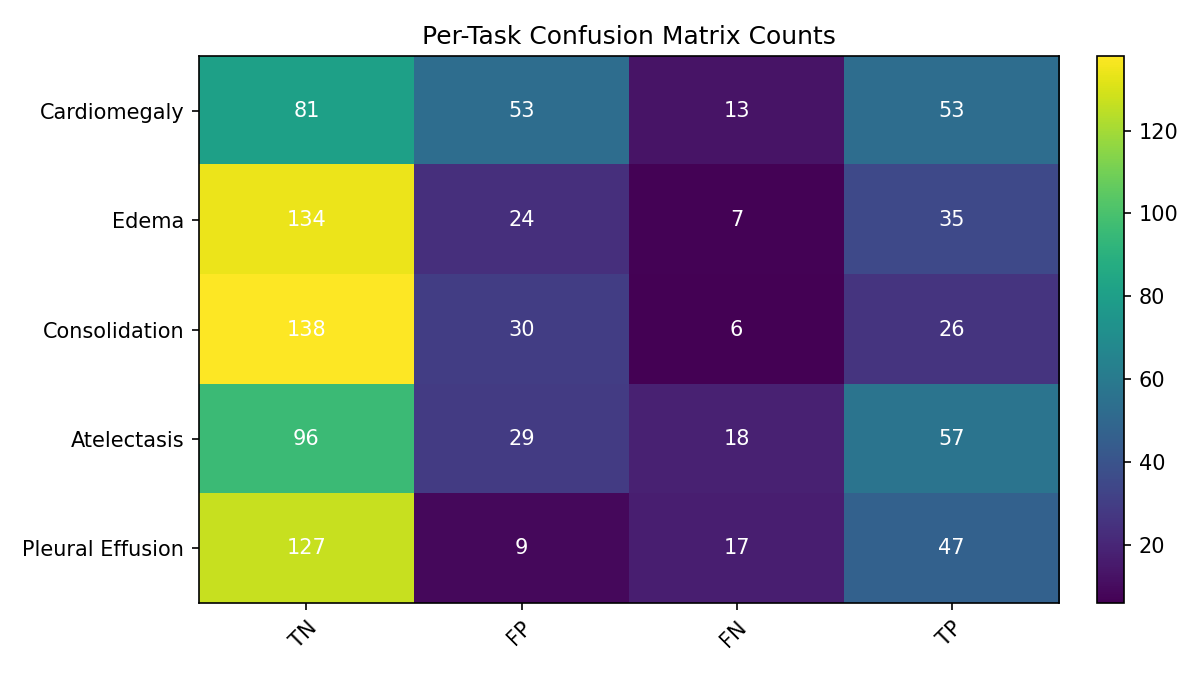 Per-Task Confusion Matrix Counts
Cardiomegaly 81 53 13 53
Edema 134 24 7 35
Consolidation 138 30 6 26
Atelectasis 96 29 18 57
Pleural Effusion 127 9 17 47
TN FP FN TP
120
100
80
60
40
20